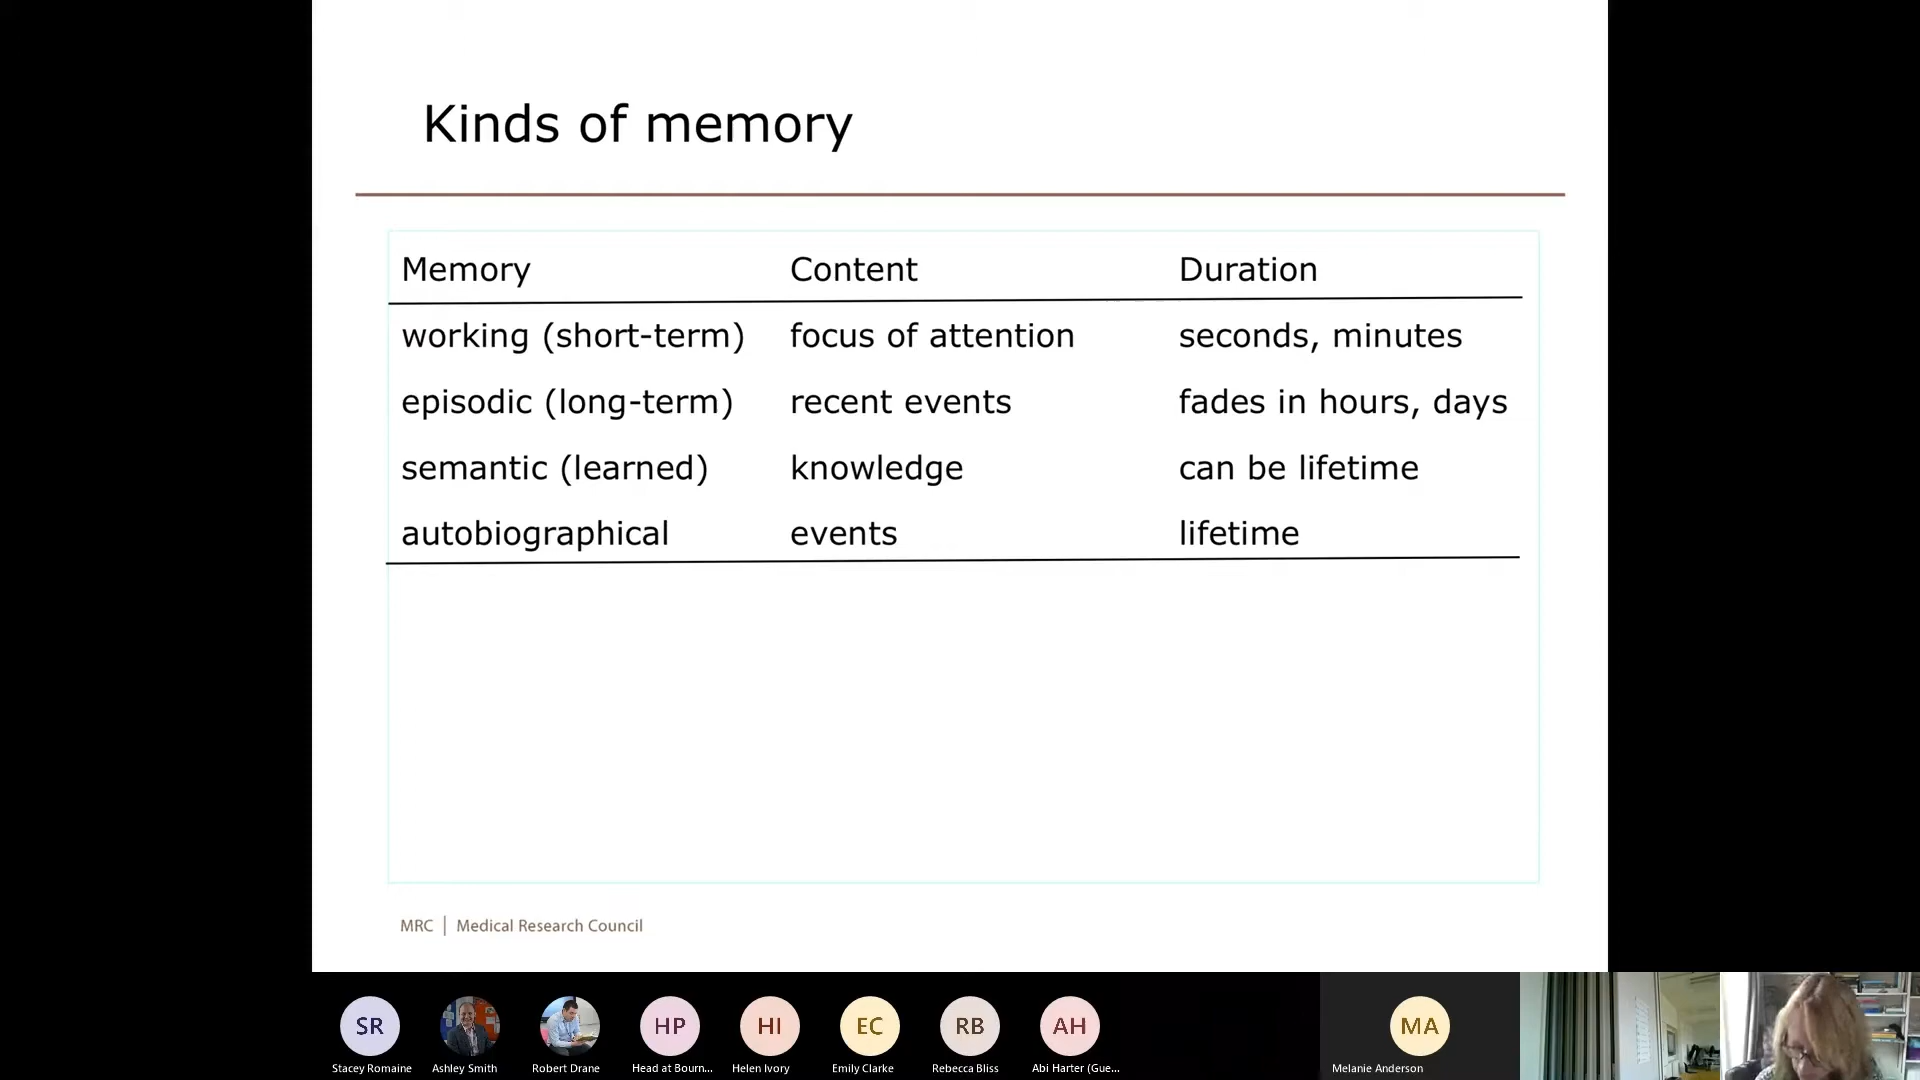 Kinds of memory
Memory Content Duration
working (short-term) focus of attention seconds, minutes
episodic (long-term) recent events fades in hours, days
semantic (learned) knowledge can be lifetime
autobiographical events lifetime
MRC | Medical Research Council
SR HP HI EC RB AH MA
Stacey Romaine Ashley Smith Robert Drane Head at Bourn... Helen Ivory Emily Clarke Rebecca Bliss Abi Harter (Gue... Melanie Anderson